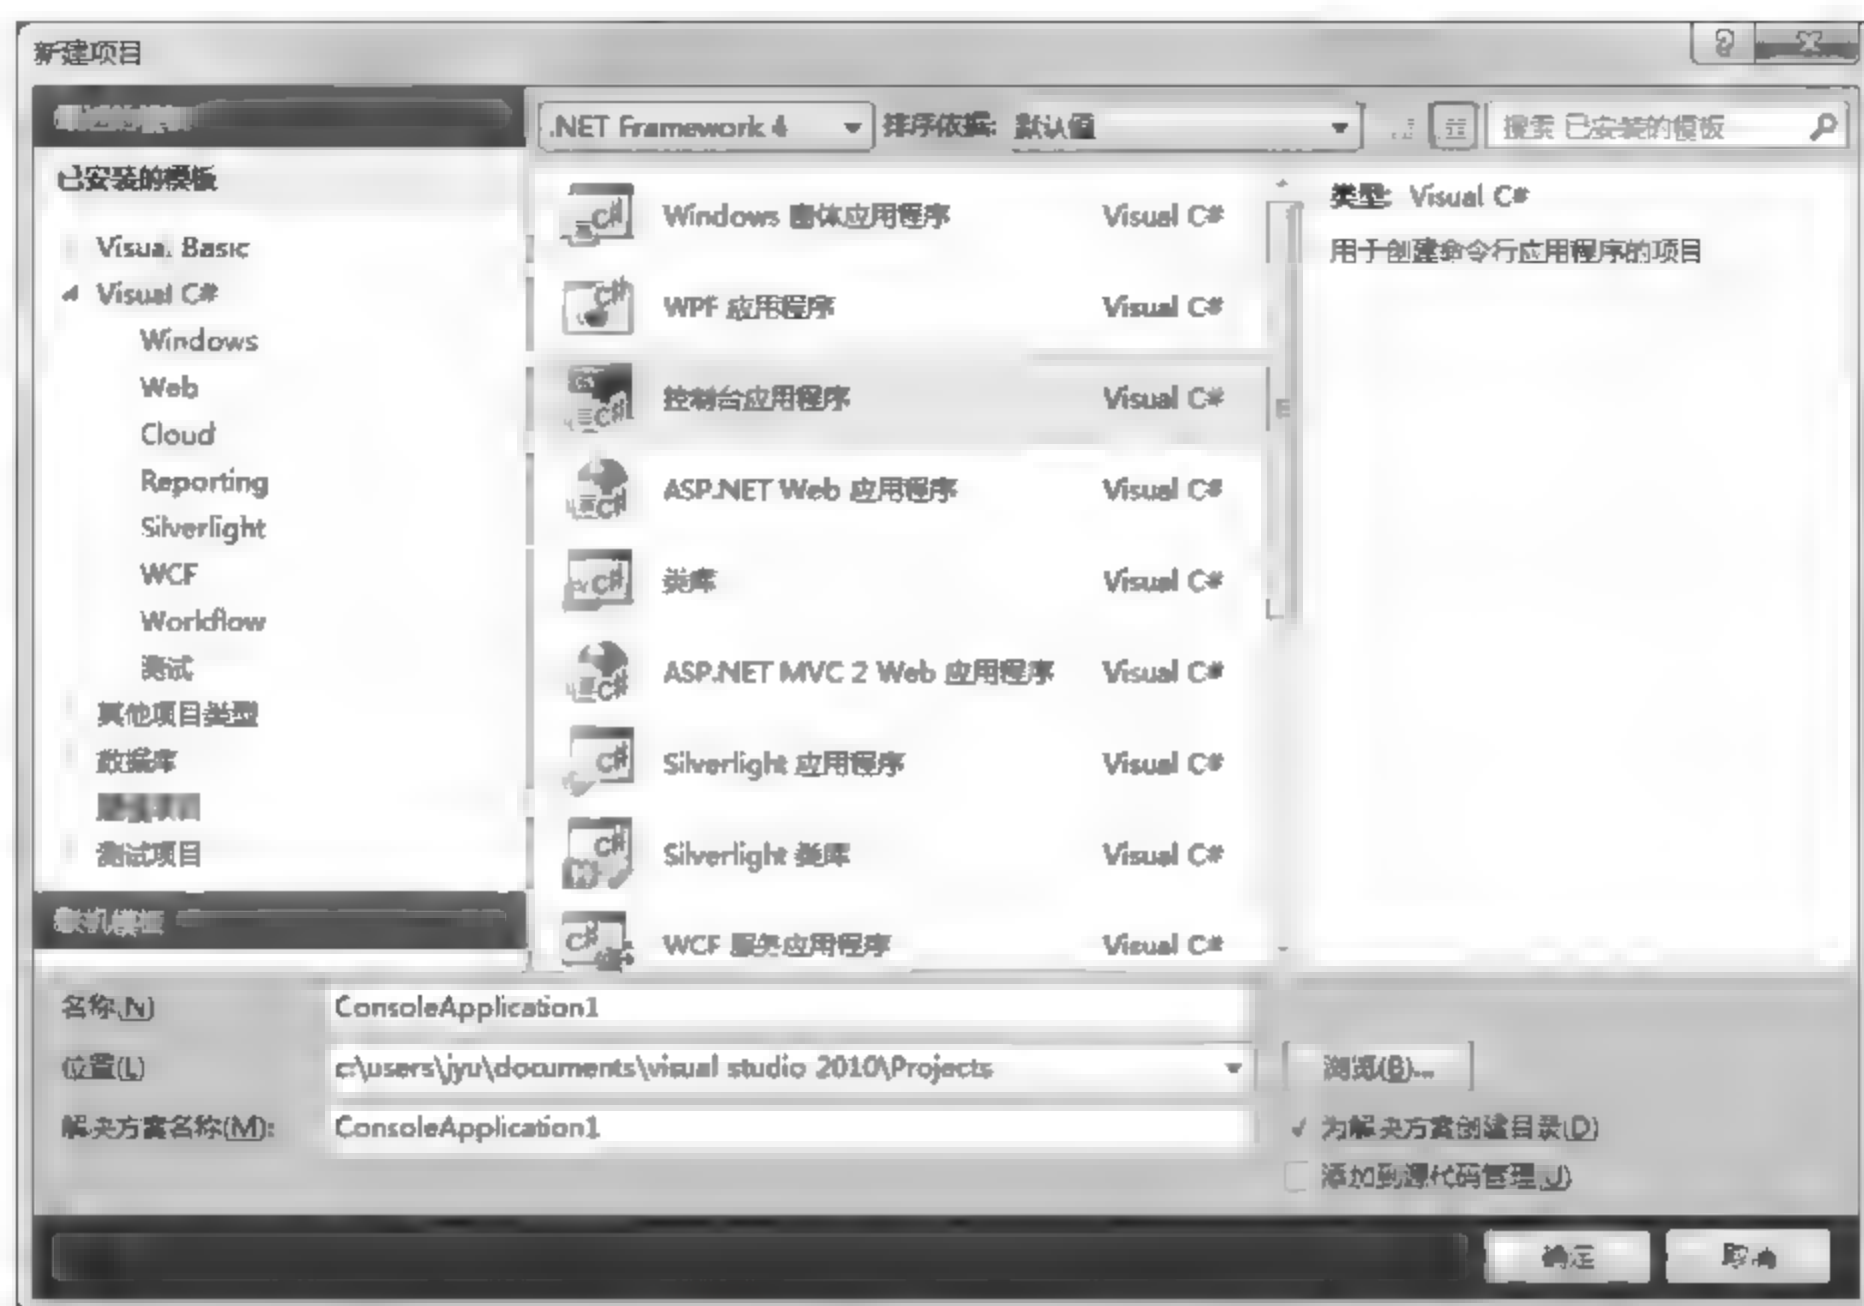 新建项目
.NET Framework 4 排序依据: 默认值 搜索 已安装的模板
已安装的模板
Visual Basic
Visual C#
Windows
Web
Cloud
Reporting
Silverlight
WCF
Workflow
测试
其他项目类型
数据库
测试项目
联机模板
Windows 窗体应用程序 Visual C#
WPF 应用程序 Visual C#
控制台应用程序 Visual C#
ASP.NET Web 应用程序 Visual C#
类库 Visual C#
ASP.NET MVC 2 Web 应用程序 Visual C#
Silverlight 应用程序 Visual C#
Silverlight 类库 Visual C#
WCF 服务应用程序 Visual C#
类型: Visual C#
用于创建命令行应用程序的项目
名称(N) ConsoleApplication1
位置(L) c:\users\jyu\documents\visual studio 2010\Projects 浏览(B)...
解决方案名称(M): ConsoleApplication1 为解决方案创建目录(D)
添加到源代码管理(U)
确定 取消